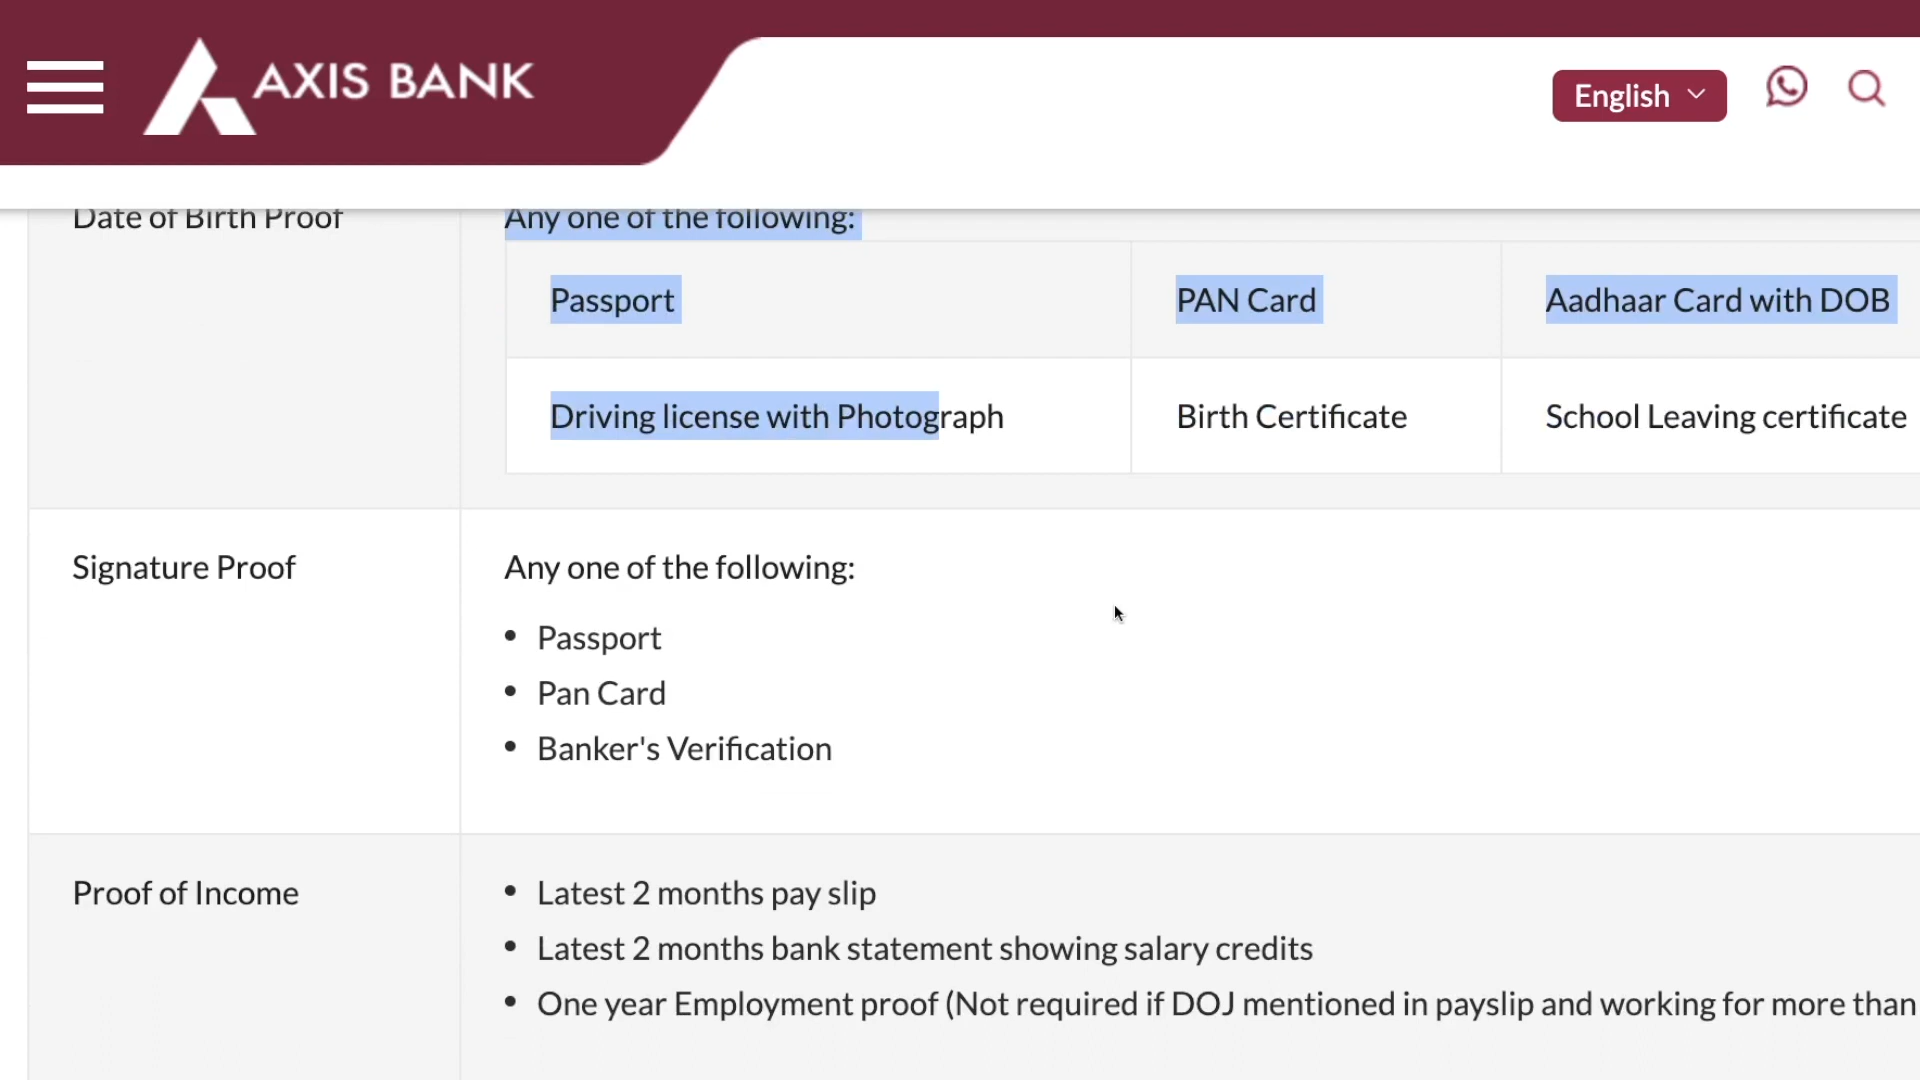 AXIS BANK
English
Date of Birth Proof
Any one of the following:
Passport
PAN Card
Aadhaar Card with DOB
Driving license with Photograph
Birth Certificate
School Leaving certificate
Signature Proof
Any one of the following:
• Passport
• Pan Card
• Banker's Verification
Proof of Income
• Latest 2 months pay slip
• Latest 2 months bank statement showing salary credits
• One year Employment proof (Not required if DOJ mentioned in payslip and working for more than